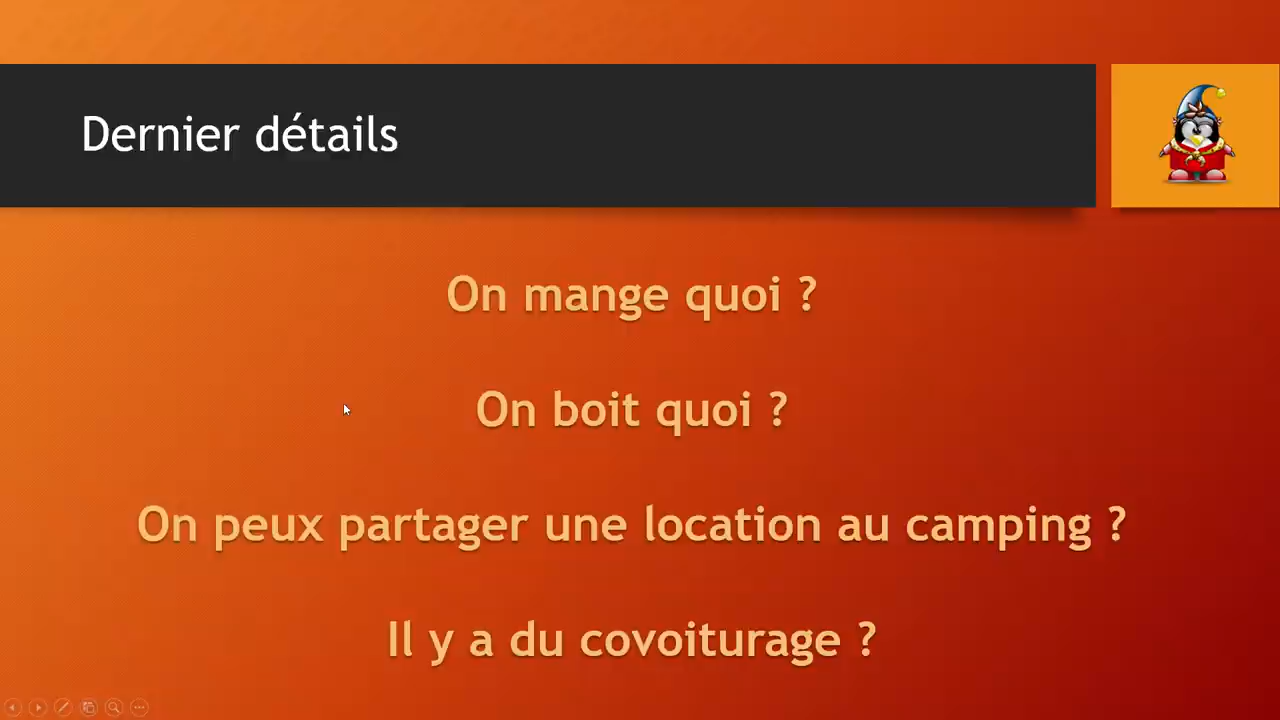 Dernier détails
On mange quoi ?
On boit quoi ?
On peux partager une location au camping ?
Il y a du covoiturage ?